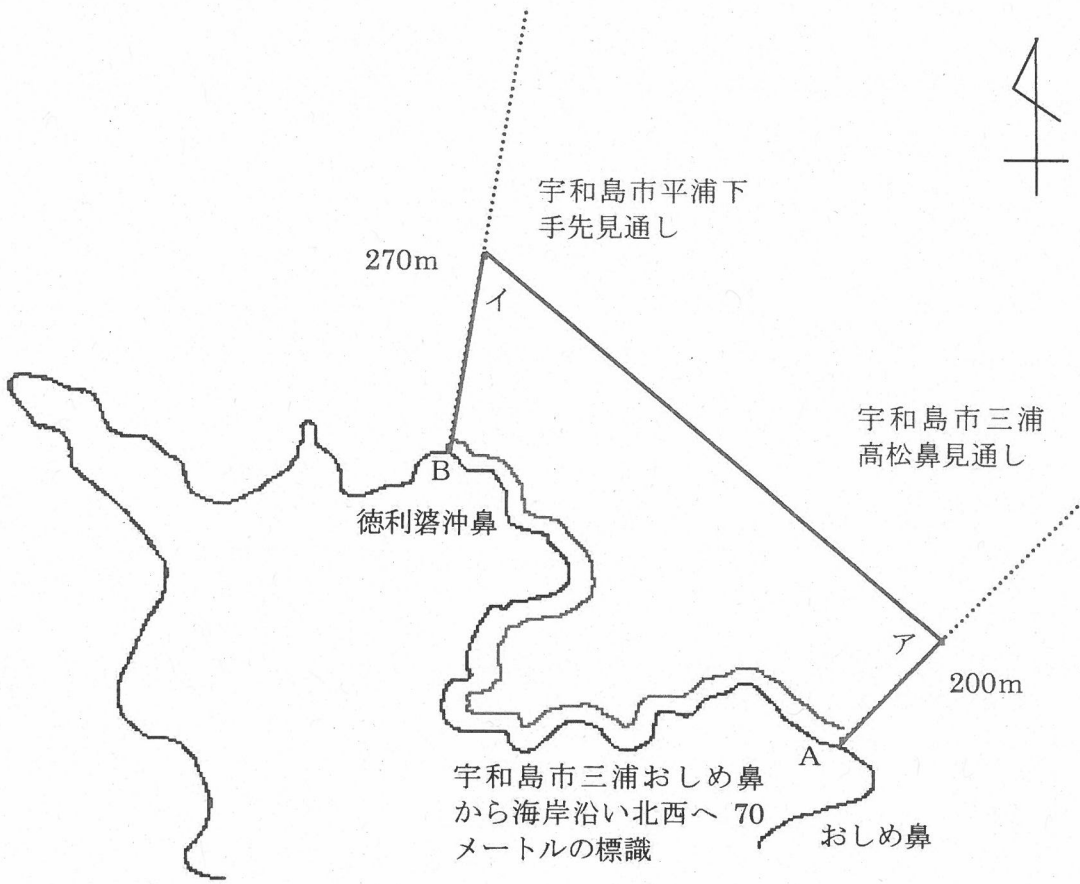 宇和島市平浦下
手先見通し
270m
イ
宇和島市三浦
高松鼻見通し
B
徳利碆沖鼻
ア
200m
A
宇和島市三浦おしめ鼻
から海岸沿い北西へ 70
メートルの標識
おしめ鼻